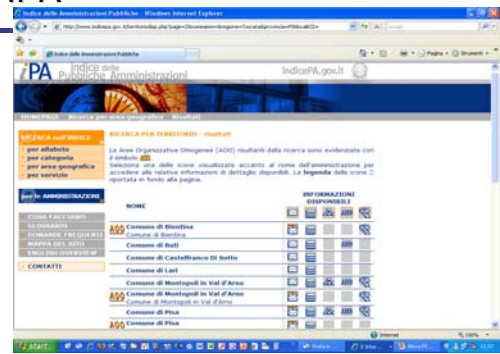 Indice delle Amministrazioni Pubbliche - Windows Internet Explorer
Indice delle Amministrazioni Pubbliche
Pagina
Strumenti
iPA Indice delle
Pubbliche Amministrazioni
indicePA.gov.it
HOMEPAGE Ricerca per area geografica Risultati
RICERCA nell'INDICE
per alfabeto
per categoria
per area geografica
per servizio
per le AMMINISTRAZIONI
COSA FACCIAMO
GLOSSARIO
DOMANDE FREQUENTI
MAPPA DEL SITO
ENGLISH OVERVIEW
CONTATTI
RICERCA PER TERRITORIO - risultati
Le Aree Organizzative Omogenee (AOO) risultanti dalla ricerca sono evidenziate con
il simbolo AOO.
Seleziona una delle icone visualizzate accanto al nome dell'amministrazione per
accedere alle relative informazioni di dettaglio disponibili. La legenda delle icone è
riportata in fondo alla pagina.
NOME
INFORMAZIONI
DISPONIBILI
AOO Comune di Bientina
Comune di Bientina
Comune di Buti
AOO
Comune di Castelfranco Di Sotto
Comune di Lari
Comune di Montopoli in Val d'Arno
AOO
AOO Comune di Montopoli in Val d'Arno
Comune di Montopoli in Val d'Arno
Comune di Pisa
AOO
AOO Comune di Pisa
Internet
100%
start